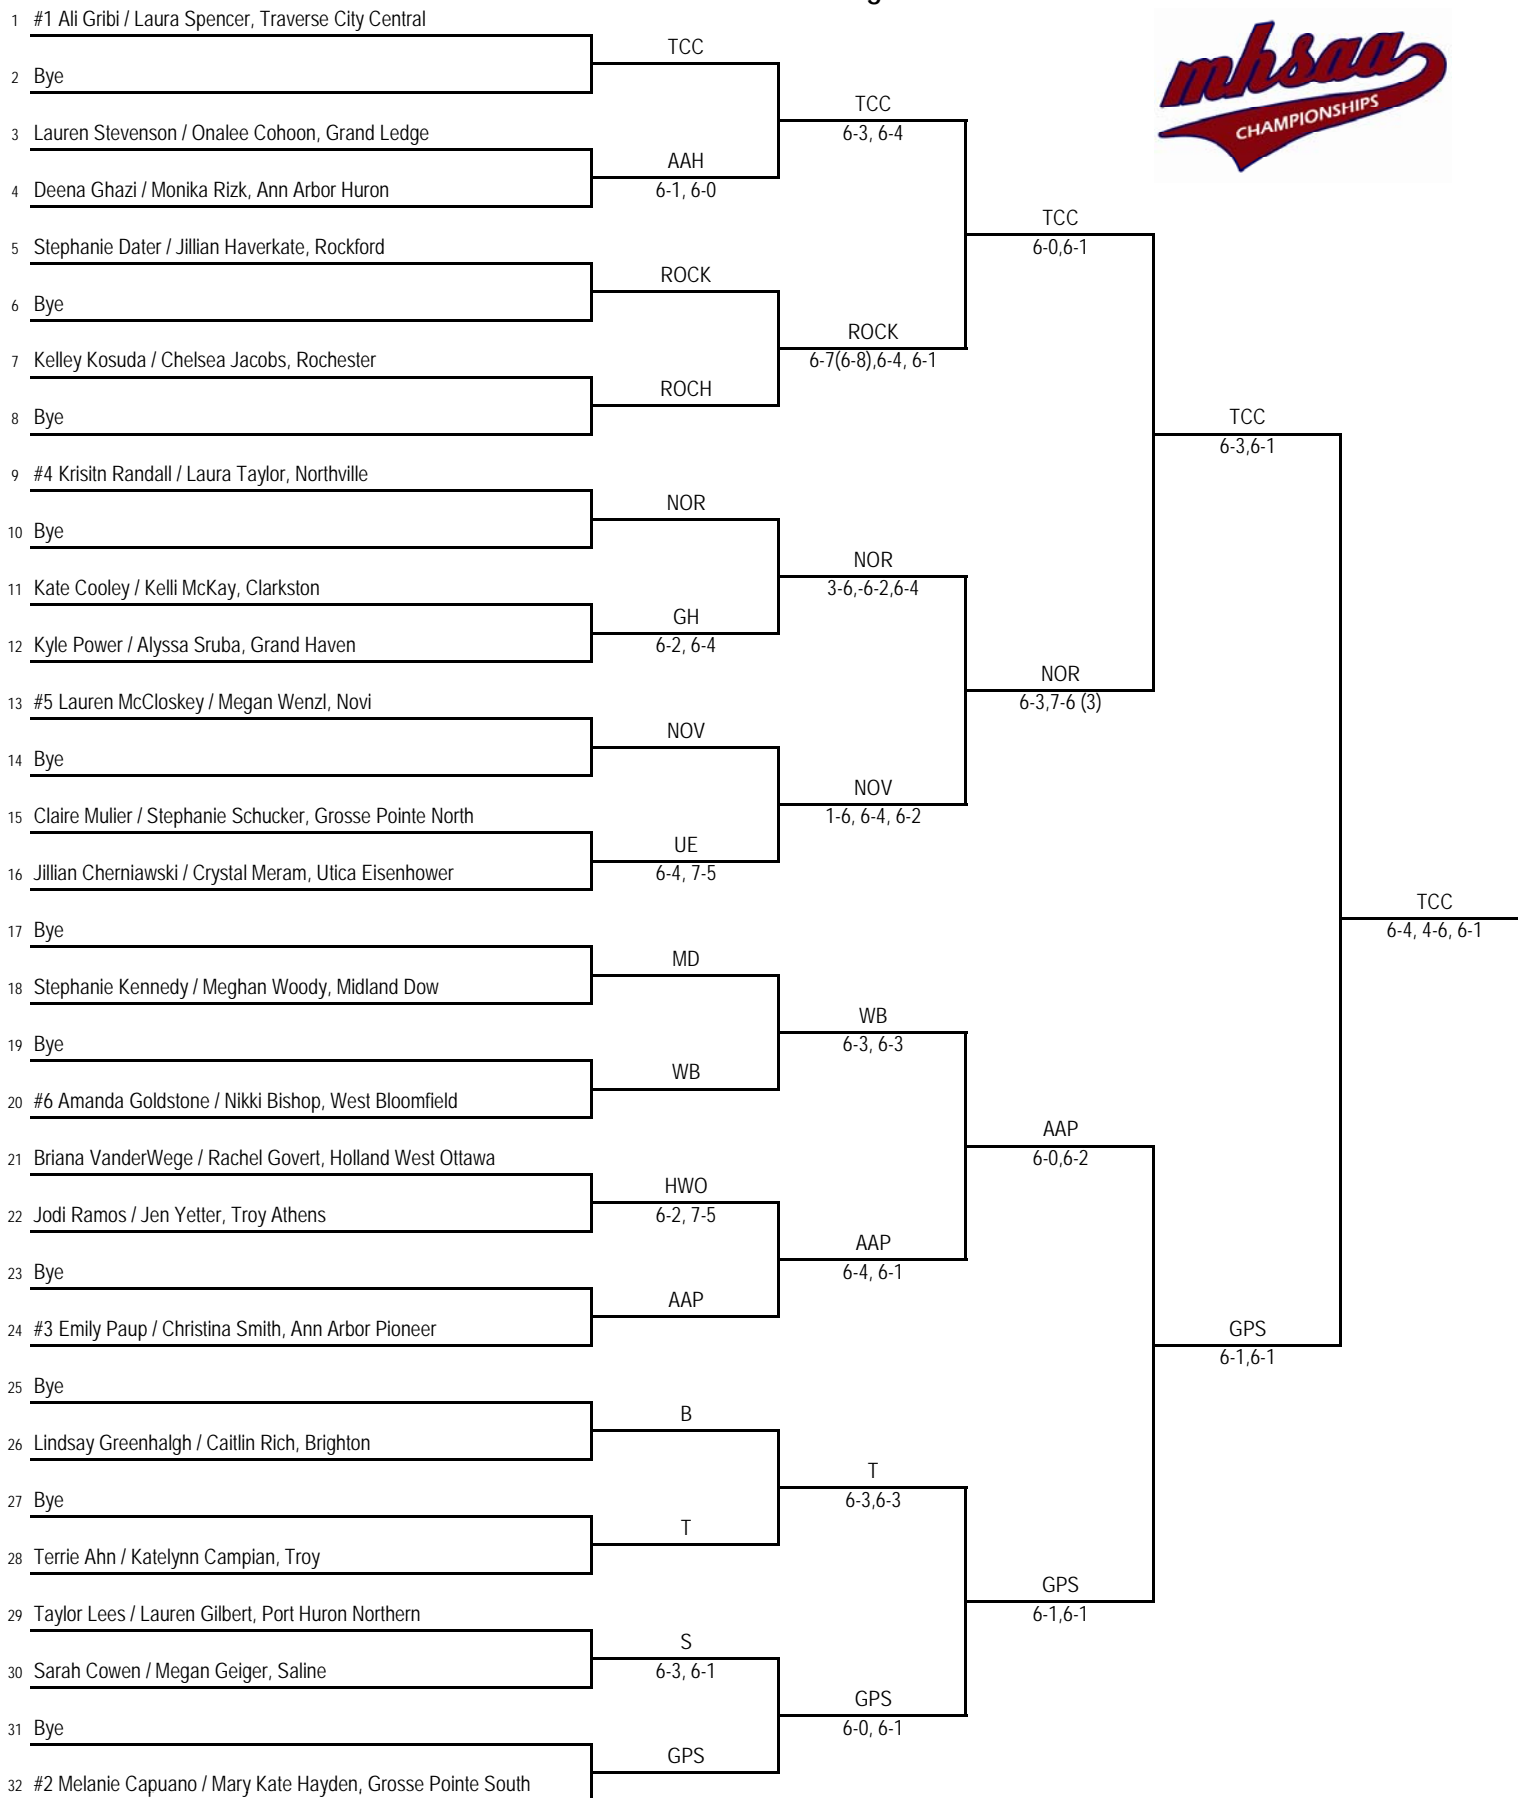 1 #1 Ali Gribi / Laura Spencer, Traverse City Central
TCC
2 Bye
TCC
6-3, 6-4
3 Lauren Stevenson / Onalee Cohoon, Grand Ledge
AAH
6-1, 6-0
4 Deena Ghazi / Monika Rizk, Ann Arbor Huron
TCC
6-0,6-1
5 Stephanie Dater / Jillian Haverkate, Rockford
ROCK
6 Bye
ROCK
6-7(6-8),6-4, 6-1
7 Kelley Kosuda / Chelsea Jacobs, Rochester
ROCH
8 Bye
TCC
6-3,6-1
9 #4 Krisitn Randall / Laura Taylor, Northville
NOR
10 Bye
NOR
3-6,-6-2,6-4
11 Kate Cooley / Kelli McKay, Clarkston
GH
6-2, 6-4
12 Kyle Power / Alyssa Sruba, Grand Haven
NOR
6-3,7-6 (3)
13 #5 Lauren McCloskey / Megan Wenzl, Novi
NOV
14 Bye
NOV
1-6, 6-4, 6-2
15 Claire Mulier / Stephanie Schucker, Grosse Pointe North
UE
6-4, 7-5
16 Jillian Cherniawski / Crystal Meram, Utica Eisenhower
TCC
6-4, 4-6, 6-1
17 Bye
MD
18 Stephanie Kennedy / Meghan Woody, Midland Dow
WB
6-3, 6-3
19 Bye
WB
20 #6 Amanda Goldstone / Nikki Bishop, West Bloomfield
AAP
6-0,6-2
21 Briana VanderWege / Rachel Govert, Holland West Ottawa
HWO
6-2, 7-5
22 Jodi Ramos / Jen Yetter, Troy Athens
AAP
6-4, 6-1
23 Bye
AAP
24 #3 Emily Paup / Christina Smith, Ann Arbor Pioneer
GPS
6-1,6-1
25 Bye
B
26 Lindsay Greenhalgh / Caitlin Rich, Brighton
T
6-3,6-3
27 Bye
T
28 Terrie Ahn / Katelynn Campian, Troy
GPS
6-1,6-1
29 Taylor Lees / Lauren Gilbert, Port Huron Northern
S
6-3, 6-1
30 Sarah Cowen / Megan Geiger, Saline
GPS
6-0, 6-1
31 Bye
GPS
32 #2 Melanie Capuano / Mary Kate Hayden, Grosse Pointe South
mhsaa
CHAMPIONSHIPS